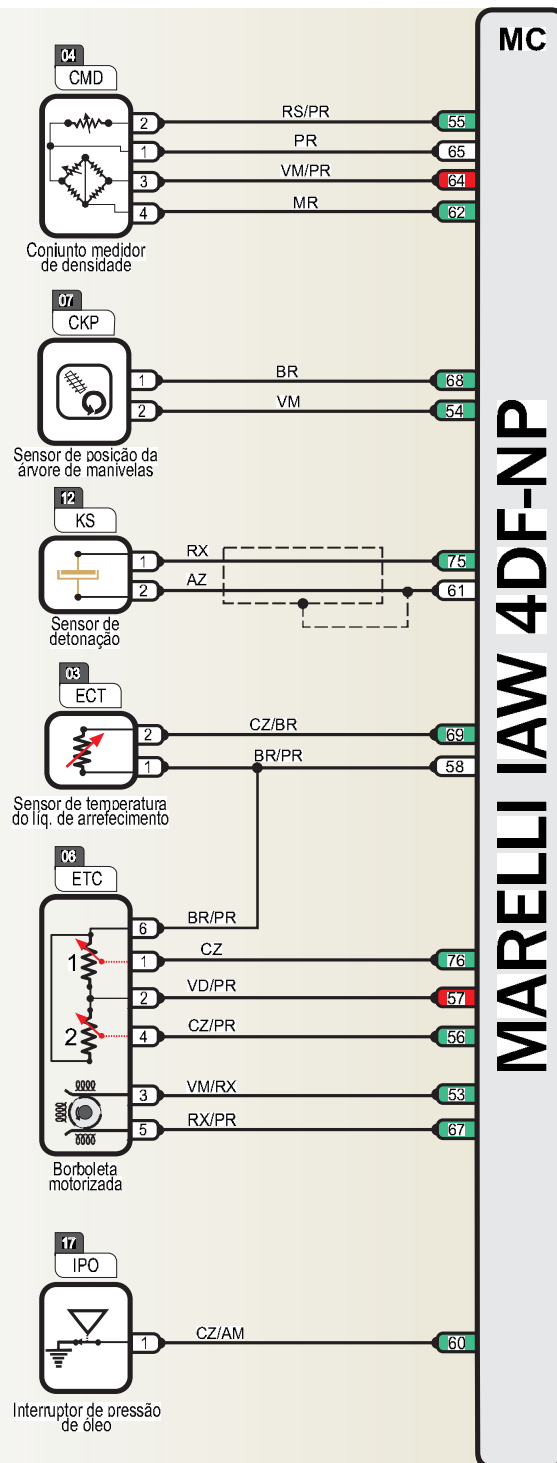 MC
04
CMD
2 RS/PR 55
1 PR 65
3 VM/PR 64
4 MR 62
Conjunto medidor
de densidade
07
CKP
1 BR 68
2 VM 54
Sensor de posição da
árvore de manivelas
12
KS
1 RX 75
2 AZ 61
Sensor de
detonação
03
ECT
2 CZ/BR 69
1 BR/PR 58
Sensor de temperatura
do líq. de arrefecimento
06
ETC
6 BR/PR
1 1 CZ 76
2 VD/PR 57
2 4 CZ/PR 56
3 VM/RX 53
5 RX/PR 67
Borboleta
motorizada
17
IPO
1 CZ/AM 60
Interruptor de pressão
de óleo
MARELLI IAW 4DF-NP